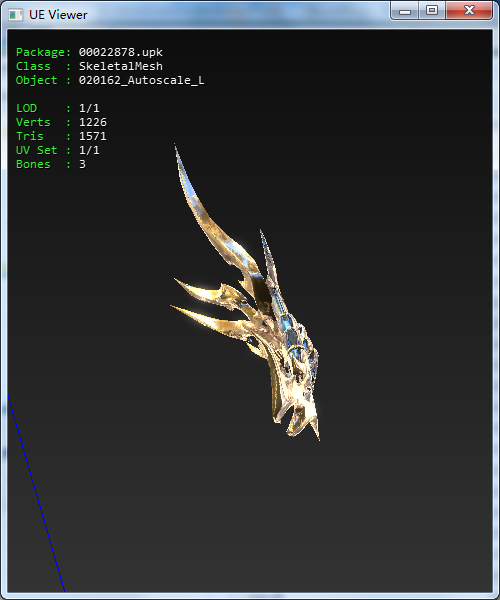 UE Viewer
Package: 00022878.upk
Class  : SkeletalMesh
Object : 020162_Autoscale_L
LOD    : 1/1
Verts  : 1226
Tris   : 1571
UV Set : 1/1
Bones  : 3